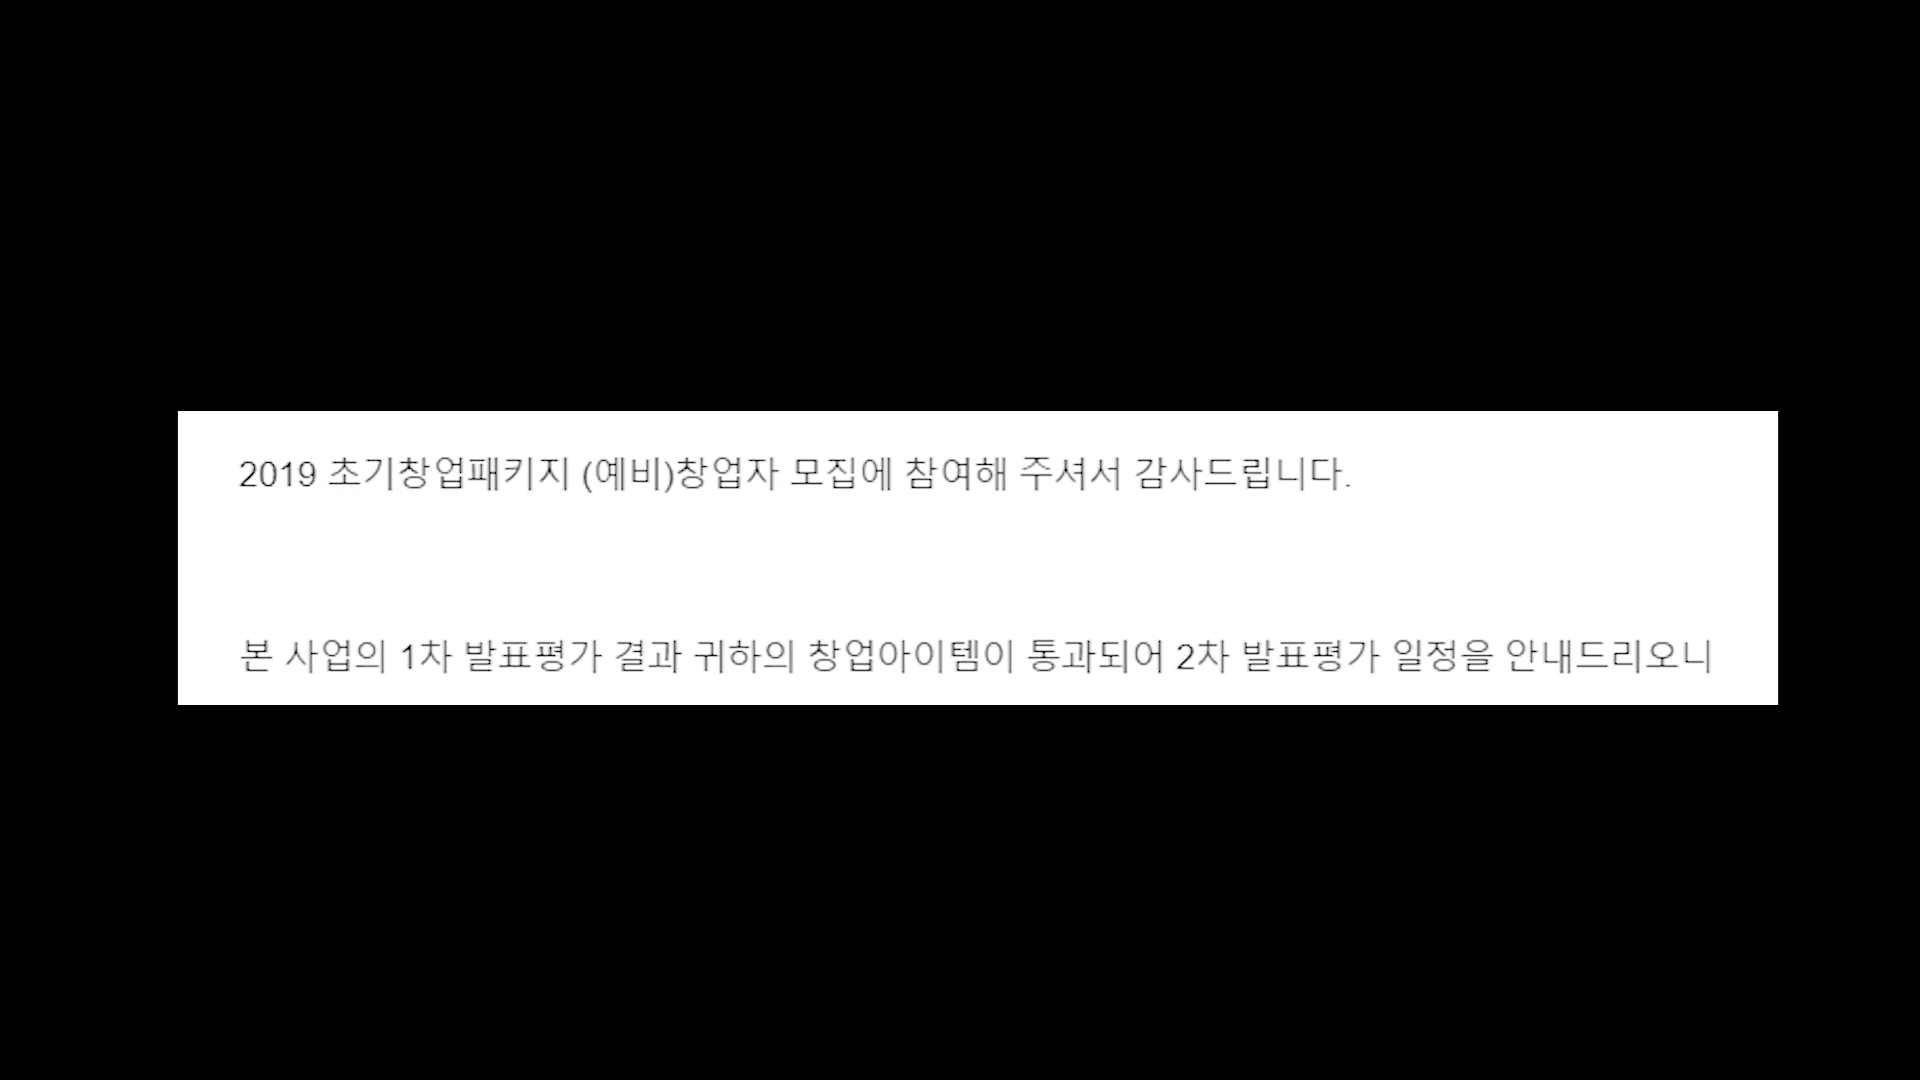 2019 초기창업패키지 (예비)창업자 모집에 참여해 주셔서 감사드립니다.
본 사업의 1차 발표평가 결과 귀하의 창업아이템이 통과되어 2차 발표평가 일정을 안내드리오니